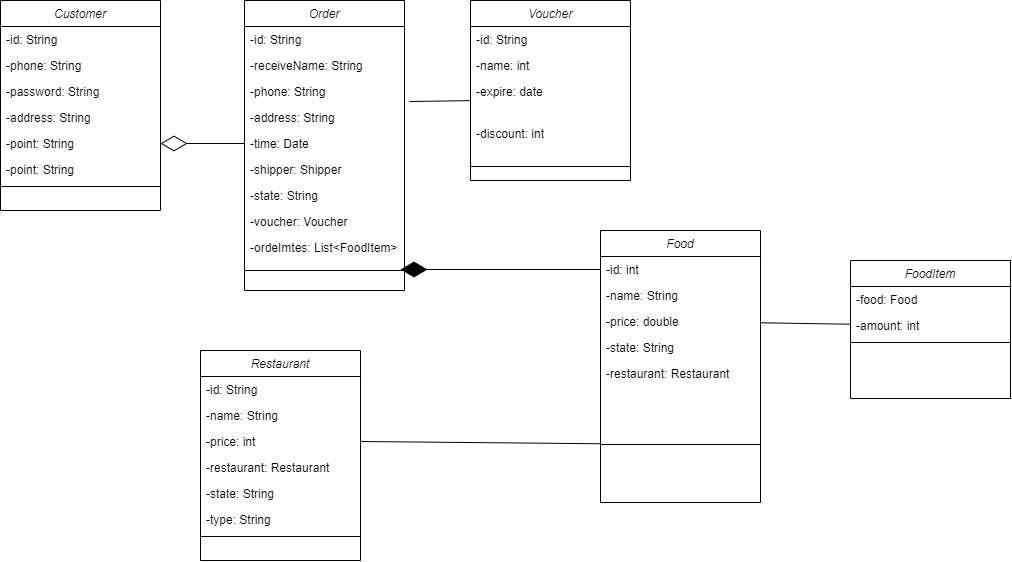 Customer
-id: String
-phone: String
-password: String
-address: String
-point: String
-point: String
Order
-id: String
-receiveName: String
-phone: String
-address: String
-time: Date
-shipper: Shipper
-state: String
-voucher: Voucher
-ordeImtes: List<FoodItem>
Voucher
-id: String
-name: int
-expire: date
-discount: int
Food
-id: int
-name: String
-price: double
-state: String
-restaurant: Restaurant
FoodItem
-food: Food
-amount: int
Restaurant
-id: String
-name: String
-price: int
-restaurant: Restaurant
-state: String
-type: String